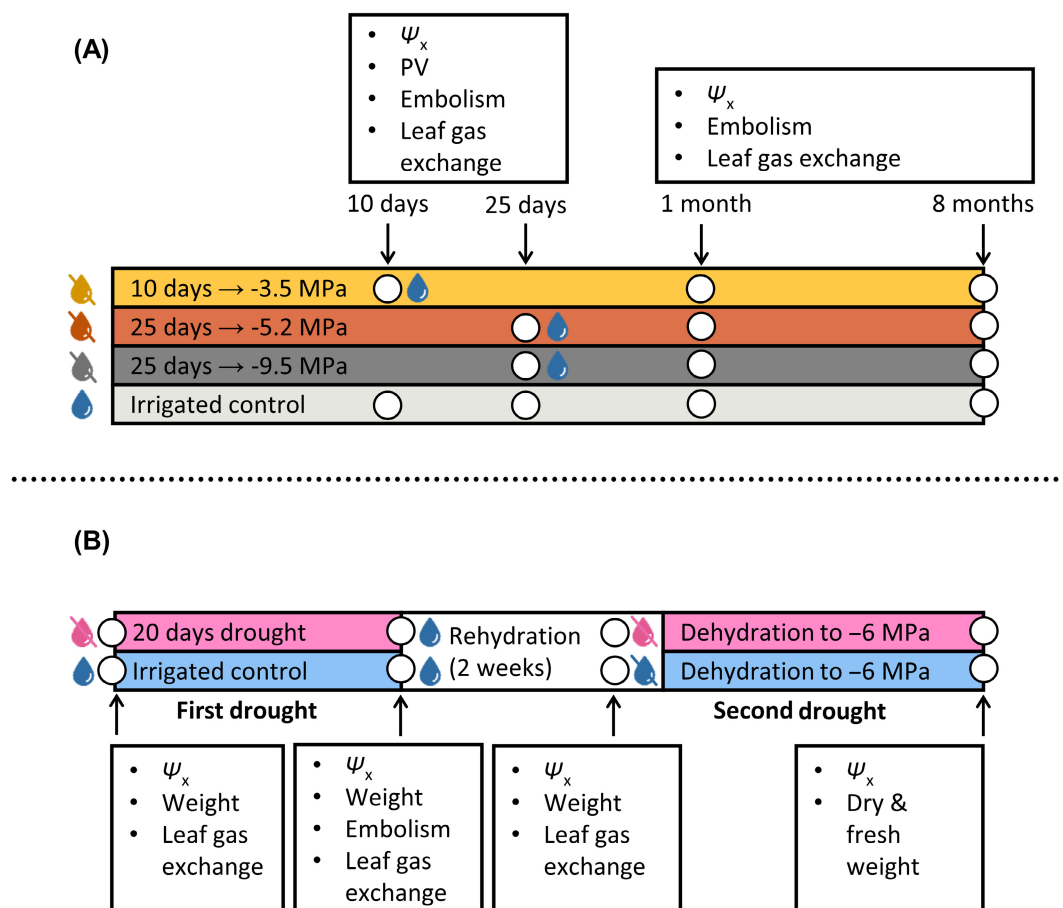 (A)
• Ψx
• PV
• Embolism
• Leaf gas
exchange
• Ψx
• Embolism
• Leaf gas exchange
10 days
25 days
1 month
8 months
10 days → -3.5 MPa
25 days → -5.2 MPa
25 days → -9.5 MPa
Irrigated control
(B)
20 days drought
Irrigated control
Rehydration
(2 weeks)
Dehydration to −6 MPa
Dehydration to −6 MPa
First drought
Second drought
• Ψx
• Weight
• Leaf gas
exchange
• Ψx
• Weight
• Embolism
• Leaf gas
exchange
• Ψx
• Weight
• Leaf gas
exchange
• Ψx
• Dry &
fresh
weight